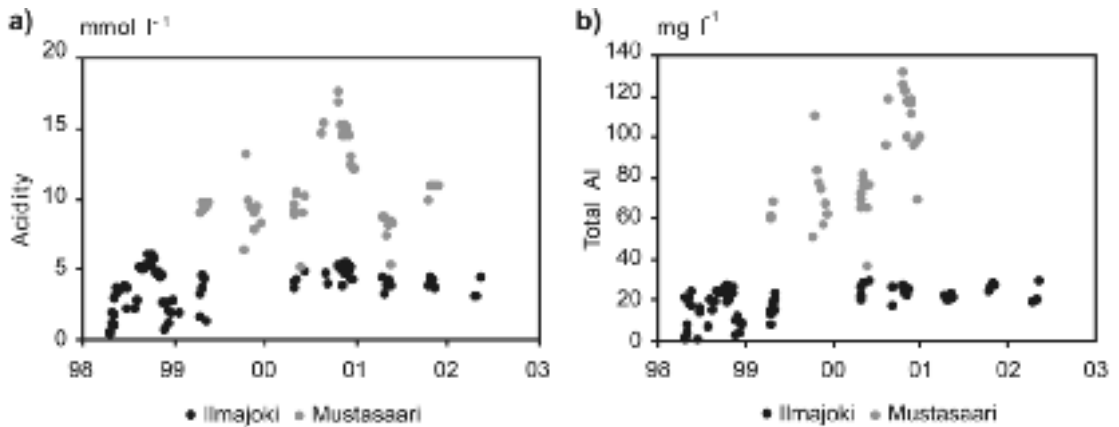 a) mmol l⁻¹
20
15
10
5
0
Acidity
98 99 00 01 02 03
Ilmajoki Mustasaari
b) mg l⁻¹
140
120
100
80
60
40
20
0
Total Al
98 99 00 01 02 03
Ilmajoki Mustasaari